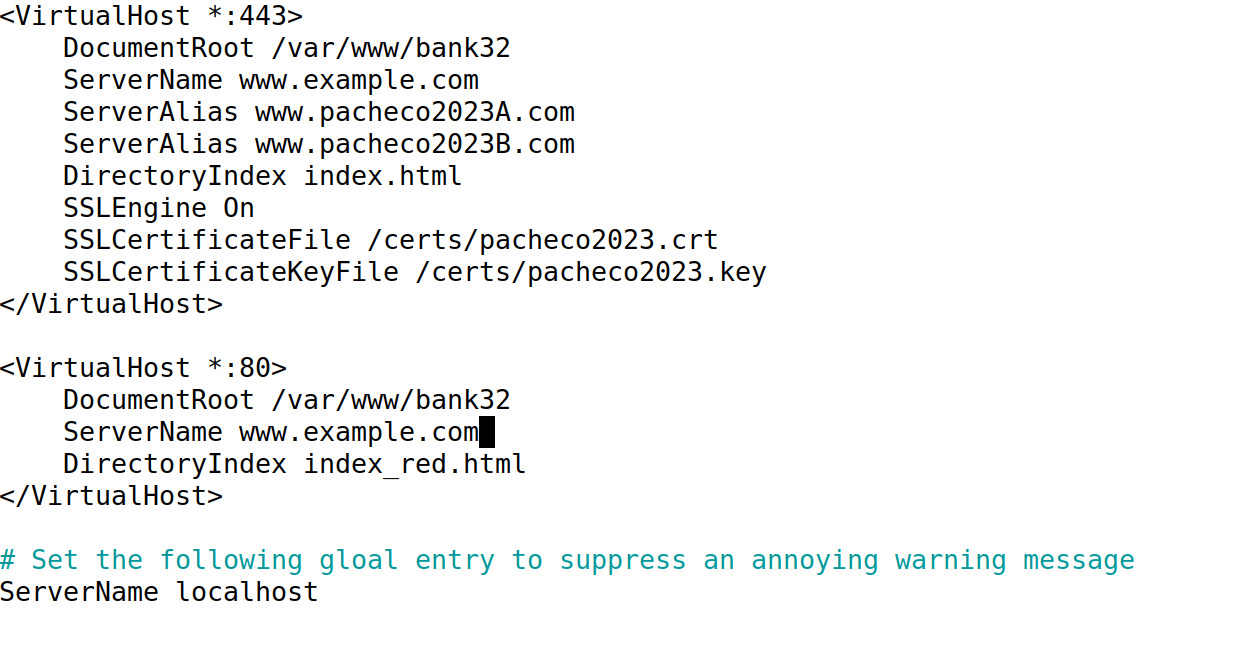 <VirtualHost *:443>
    DocumentRoot /var/www/bank32
    ServerName www.example.com
    ServerAlias www.pacheco2023A.com
    ServerAlias www.pacheco2023B.com
    DirectoryIndex index.html
    SSLEngine On
    SSLCertificateFile /certs/pacheco2023.crt
    SSLCertificateKeyFile /certs/pacheco2023.key
</VirtualHost>

<VirtualHost *:80>
    DocumentRoot /var/www/bank32
    ServerName www.example.com
    DirectoryIndex index_red.html
</VirtualHost>

# Set the following gloal entry to suppress an annoying warning message
ServerName localhost